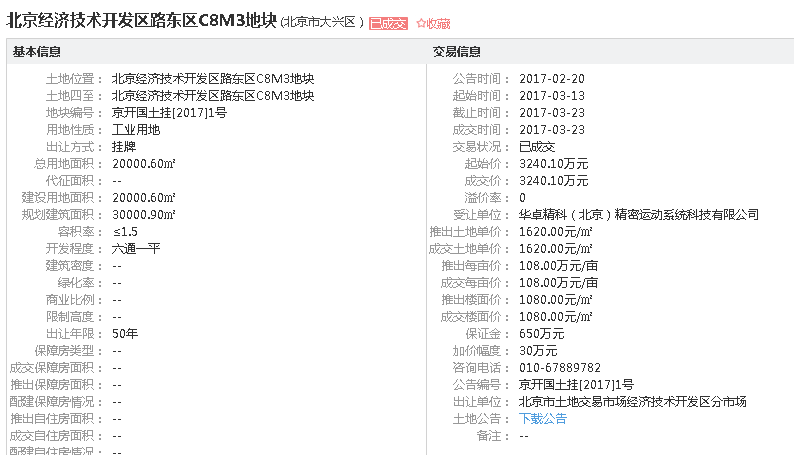 北京经济技术开发区路东区C8M3地块 (北京市大兴区) 已成交 ☆收藏
基本信息
土地位置： 北京经济技术开发区路东区C8M3地块
土地四至： 北京经济技术开发区路东区C8M3地块
地块编号： 京开国土挂[2017]1号
用地性质： 工业用地
出让方式： 挂牌
总用地面积： 20000.60㎡
代征面积： --
建设用地面积： 20000.60㎡
规划建筑面积： 30000.90㎡
容积率： ≤1.5
开发程度： 六通一平
建筑密度： --
绿化率： --
商业比例： --
限制高度： --
出让年限： 50年
保障房类型： --
成交保障房面积： --
推出保障房面积： --
配建保障房情况： --
推出自住房面积： --
成交自住房面积： --
配建自住房情况： --
交易信息
公告时间： 2017-02-20
起始时间： 2017-03-13
截止时间： 2017-03-23
成交时间： 2017-03-23
交易状况： 已成交
起始价： 3240.10万元
成交价： 3240.10万元
溢价率： 0
受让单位： 华卓精科（北京）精密运动系统科技有限公司
推出土地单价： 1620.00元/㎡
成交土地单价： 1620.00元/㎡
推出每亩价： 108.00万元/亩
成交每亩价： 108.00万元/亩
推出楼面价： 1080.00元/㎡
成交楼面价： 1080.00元/㎡
保证金： 650万元
加价幅度： 30万元
咨询电话： 010-67889782
公告编号： 京开国土挂[2017]1号
出让单位： 北京市土地交易市场经济技术开发区分市场
土地公告： 下载公告
备注： --